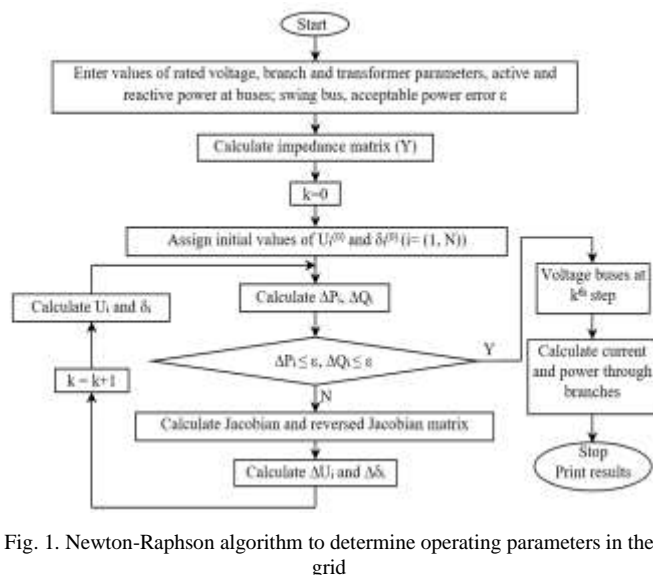 Start
Enter values of rated voltage, branch and transformer parameters, active and
reactive power at buses; swing bus, acceptable power error ε
Calculate impedance matrix (Y)
k=0
Assign initial values of Uᵢ⁽⁰⁾ and δᵢ⁽⁰⁾ (i= (1, N))
Calculate ΔPᵢ, ΔQᵢ
ΔPᵢ ≤ ε, ΔQᵢ ≤ ε
Y
N
Calculate Jacobian and reversed Jacobian matrix
Calculate ΔUᵢ and Δδᵢ
k = k+1
Calculate Uᵢ and δᵢ
Voltage buses at
kᵗʰ step
Calculate current
and power through
branches
Stop
Print results
Fig. 1. Newton-Raphson algorithm to determine operating parameters in the
grid